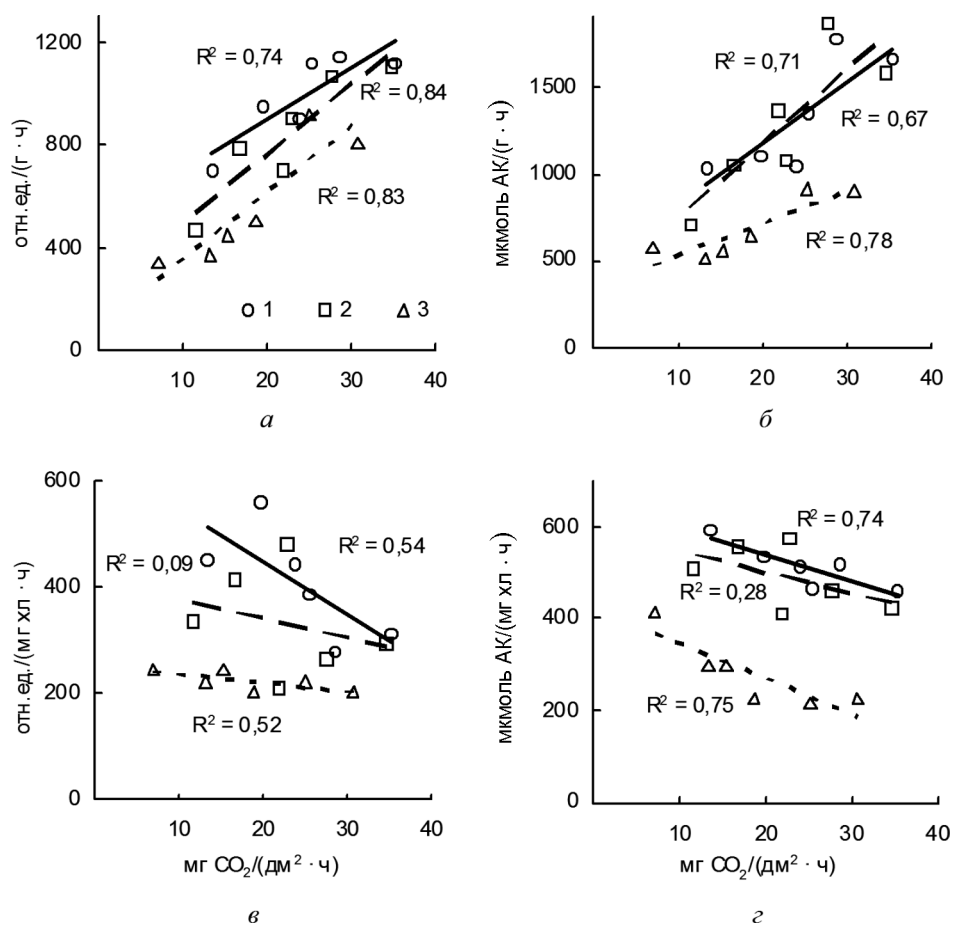 отн.ед./(г · ч)
1200
800
400
0
R² = 0,74
R² = 0,84
R² = 0,83
1
2
3
10 20 30 40
а
мкмоль АК/(г · ч)
1500
1000
500
0
R² = 0,71
R² = 0,67
R² = 0,78
10 20 30 40
б
отн.ед./(мг хл · ч)
600
400
200
0
R² = 0,09
R² = 0,54
R² = 0,52
10 20 30 40
мг CO₂/(дм² · ч)
в
мкмоль АК/(мг хл · ч)
600
400
200
0
R² = 0,74
R² = 0,28
R² = 0,75
10 20 30 40
мг CO₂/(дм² · ч)
г